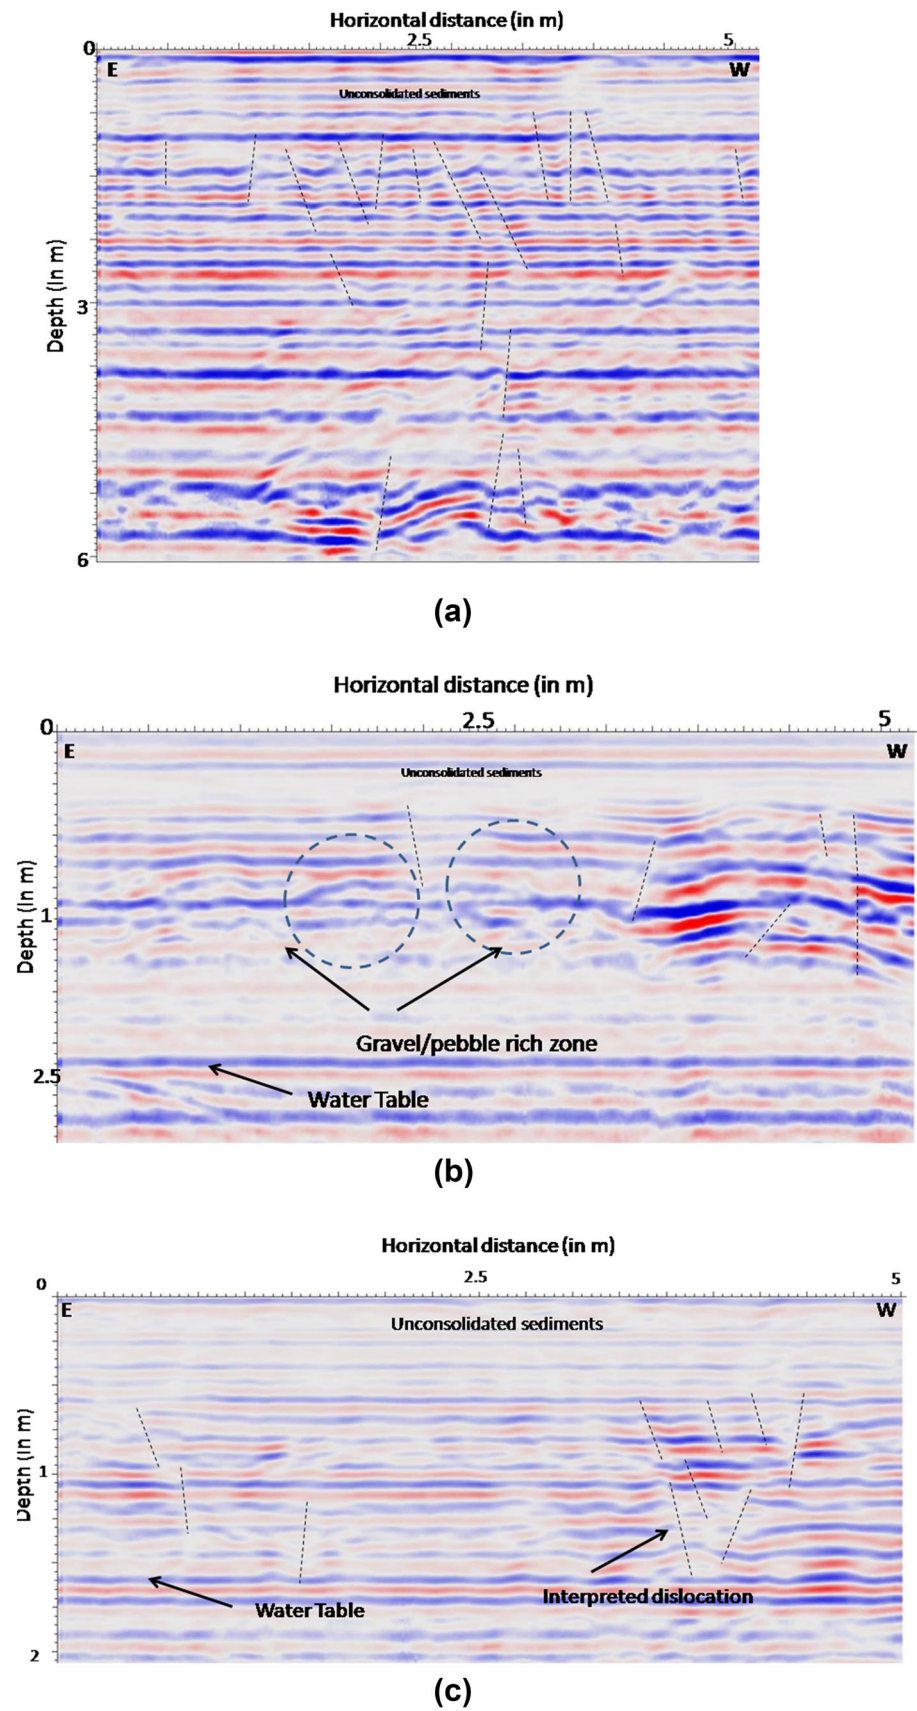 Horizontal distance (in m)
0 2.5 5
E W
Unconsolidated sediments
Depth (In m)
3
6
(a)
Horizontal distance (in m)
0 2.5 5
E W
Unconsolidated sediments
Depth (In m)
1
Gravel/pebble rich zone
2.5
Water Table
(b)
Horizontal distance (in m)
0 2.5 5
E W
Unconsolidated sediments
Depth (In m)
1
Interpreted dislocation
Water Table
2
(c)